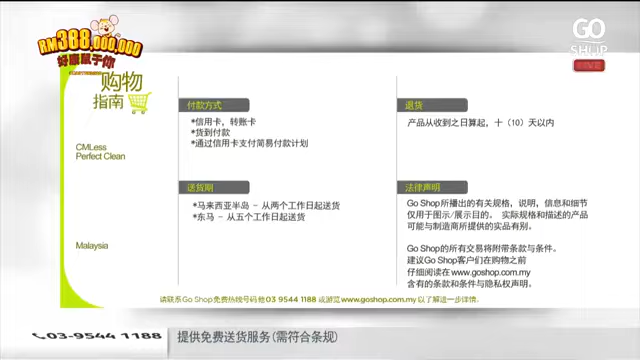 RM388,000,000
好康鼠于你
GO
SHOP
购物
指南
CMLess
Perfect Clean
Malaysia
付款方式
*信用卡，转账卡
*货到付款
*通过信用卡支付简易付款计划
退货
产品从收到之日算起，十（10）天以内
送货期
*马来西亚半岛 – 从两个工作日起送货
*东马 – 从五个工作日起送货
法律声明
Go Shop所播出的有关规格，说明，信息和细节
仅用于图示/展示目的。 实际规格和描述的产品
可能与制造商所提供的实品有别。
Go Shop的所有交易将附带条款与条件。
建议Go Shop客户们在购物之前
仔细阅读在 www.goshop.com.my
含有的条款和条件与隐私权声明。
请联系Go Shop免费热线号码他03 9544 1188 或游览www.goshop.com.my 以了解进一步详情。
03-9544 1188
提供免费送货服务(需符合条规)